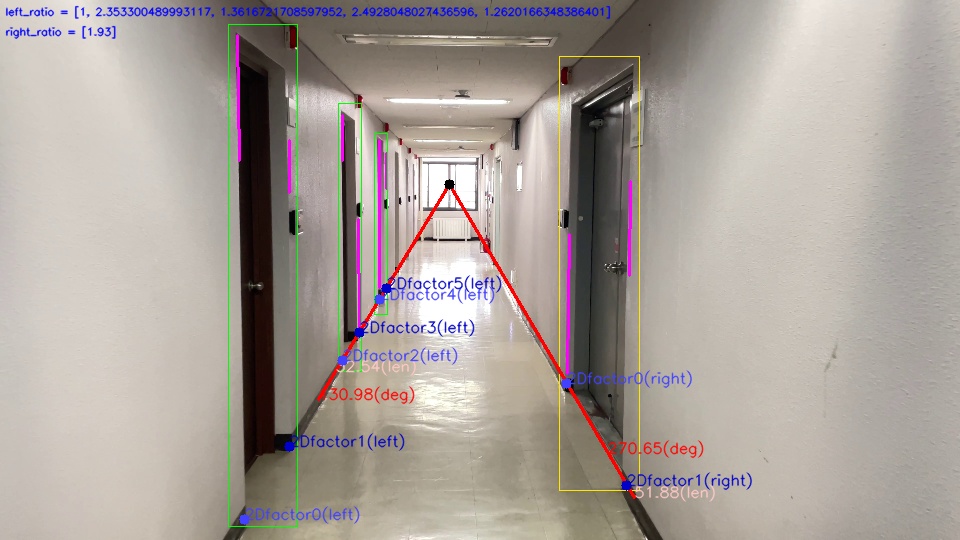 left_ratio = [1, 2.353300489993117, 1.3616721708597952, 2.4928048027436596, 1.2620166348386401]
right_ratio = [1.93]
2Dfactor5(left)
2Dfactor4(left)
2Dfactor3(left)
2Dfactor2(left)
52.54(len)
2Dfactor0(right)
30.98(deg)
2Dfactor1(left)
270.65(deg)
2Dfactor1(right)
51.88(len)
2Dfactor0(left)